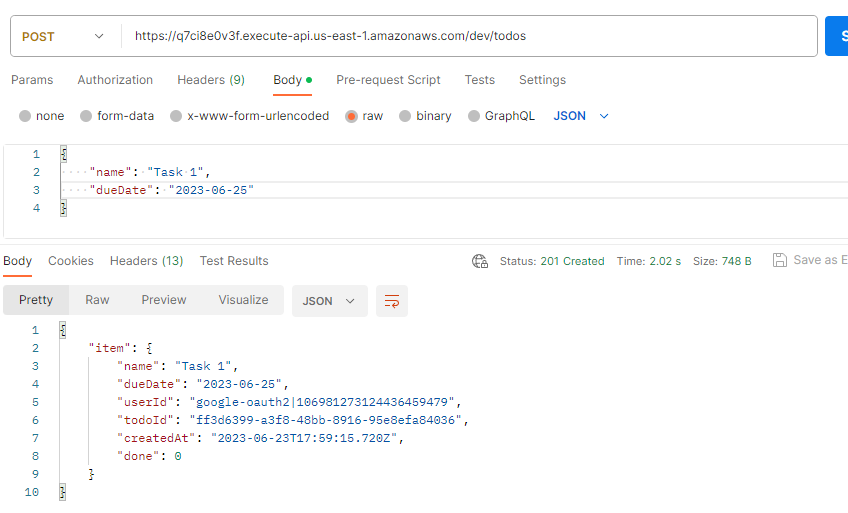 POST https://q7ci8e0v3f.execute-api.us-east-1.amazonaws.com/dev/todos S
Params Authorization Headers (9) Body Pre-request Script Tests Settings
none form-data x-www-form-urlencoded raw binary GraphQL JSON
1 {
2 "name": "Task 1",
3 "dueDate": "2023-06-25"
4 }
Body Cookies Headers (13) Test Results Status: 201 Created Time: 2.02 s Size: 748 B Save as E
Pretty Raw Preview Visualize JSON
1 {
2 "item": {
3 "name": "Task 1",
4 "dueDate": "2023-06-25",
5 "userId": "google-oauth2|106981273124436459479",
6 "todoId": "ff3d6399-a3f8-48bb-8916-95e8efa84036",
7 "createdAt": "2023-06-23T17:59:15.720Z",
8 "done": 0
9 }
10 }